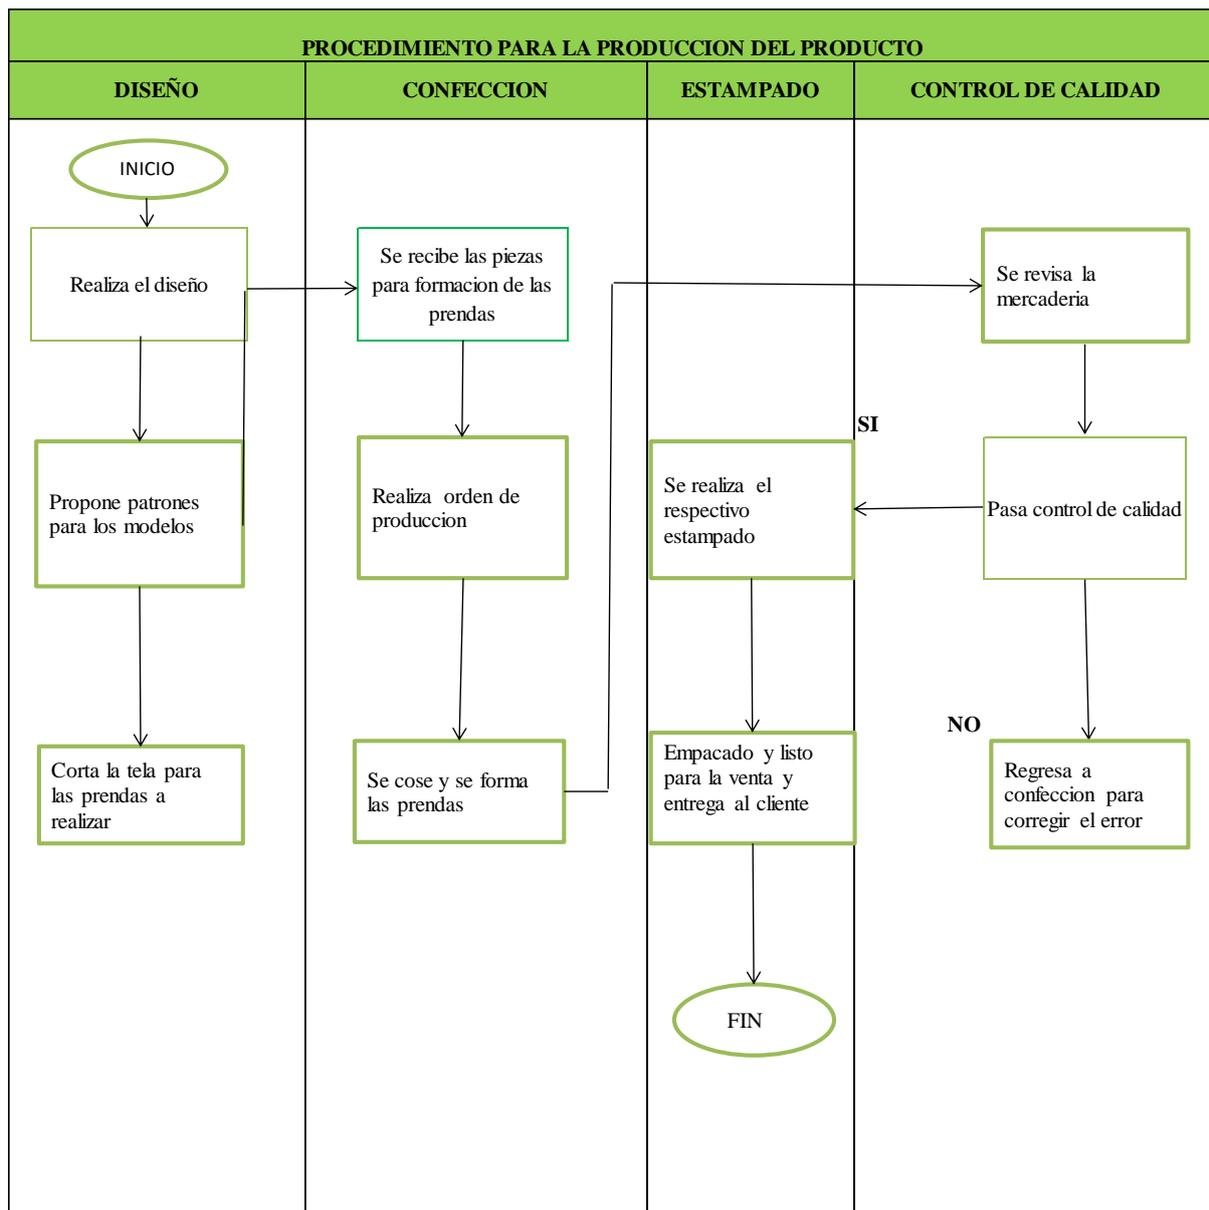 PROCEDIMIENTO PARA LA PRODUCCION DEL PRODUCTO
DISEÑO
CONFECCION
ESTAMPADO
CONTROL DE CALIDAD
INICIO
Realiza el diseño
Propone patrones
para los modelos
Corta la tela para
las prendas a
realizar
Se recibe las piezas
para formacion de las
prendas
Realiza orden de
produccion
Se cose y se forma
las prendas
Se realiza el
respectivo
estampado
Empacado y listo
para la venta y
entrega al cliente
FIN
Se revisa la
mercaderia
SI
Pasa control de calidad
NO
Regresa a
confeccion para
corregir el error